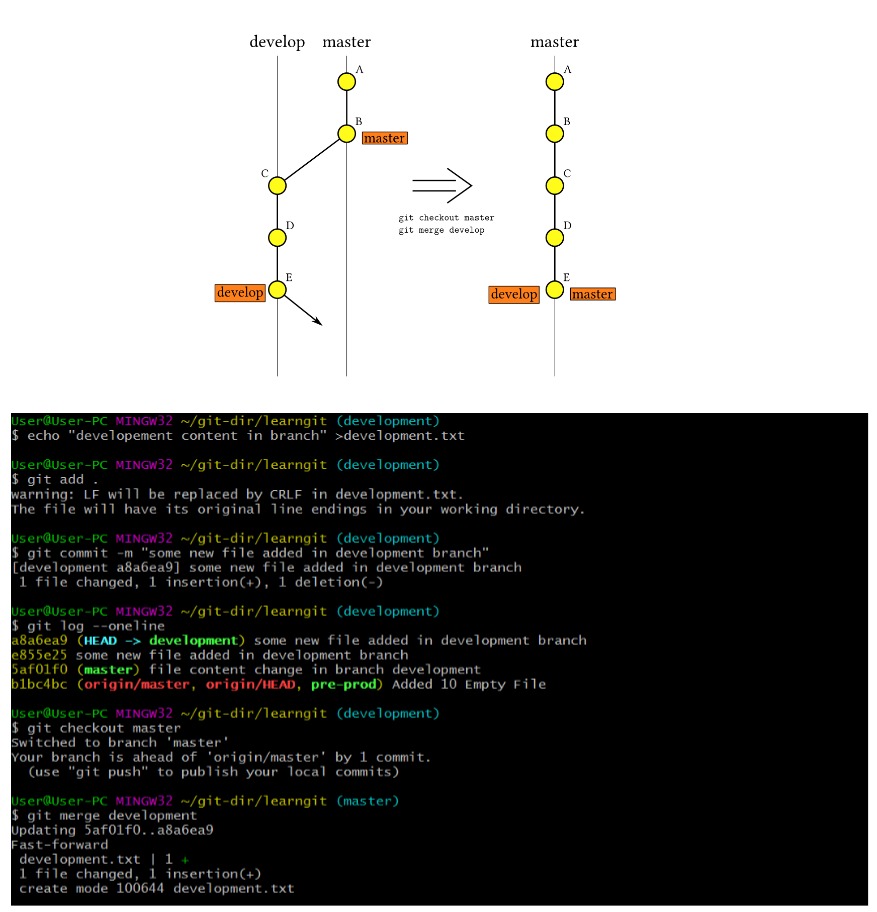 develop master
A
B
master
C
D
E
develop
git checkout master
git merge develop
master
A
B
C
D
E
develop master
User@User-PC MINGW32 ~/git-dir/learngit (development)
$ echo "developement content in branch" >development.txt
User@User-PC MINGW32 ~/git-dir/learngit (development)
$ git add .
warning: LF will be replaced by CRLF in development.txt.
The file will have its original line endings in your working directory.
User@User-PC MINGW32 ~/git-dir/learngit (development)
$ git commit -m "some new file added in development branch"
[development a8a6ea9] some new file added in development branch
 1 file changed, 1 insertion(+), 1 deletion(-)
User@User-PC MINGW32 ~/git-dir/learngit (development)
$ git log --oneline
a8a6ea9 (HEAD -> development) some new file added in development branch
e855e25 some new file added in development branch
5af01f0 (master) file content change in branch development
b1bc4bc (origin/master, origin/HEAD, pre-prod) Added 10 Empty File
User@User-PC MINGW32 ~/git-dir/learngit (development)
$ git checkout master
Switched to branch 'master'
Your branch is ahead of 'origin/master' by 1 commit.
  (use "git push" to publish your local commits)
User@User-PC MINGW32 ~/git-dir/learngit (master)
$ git merge development
Updating 5af01f0..a8a6ea9
Fast-forward
 development.txt | 1 +
 1 file changed, 1 insertion(+)
 create mode 100644 development.txt